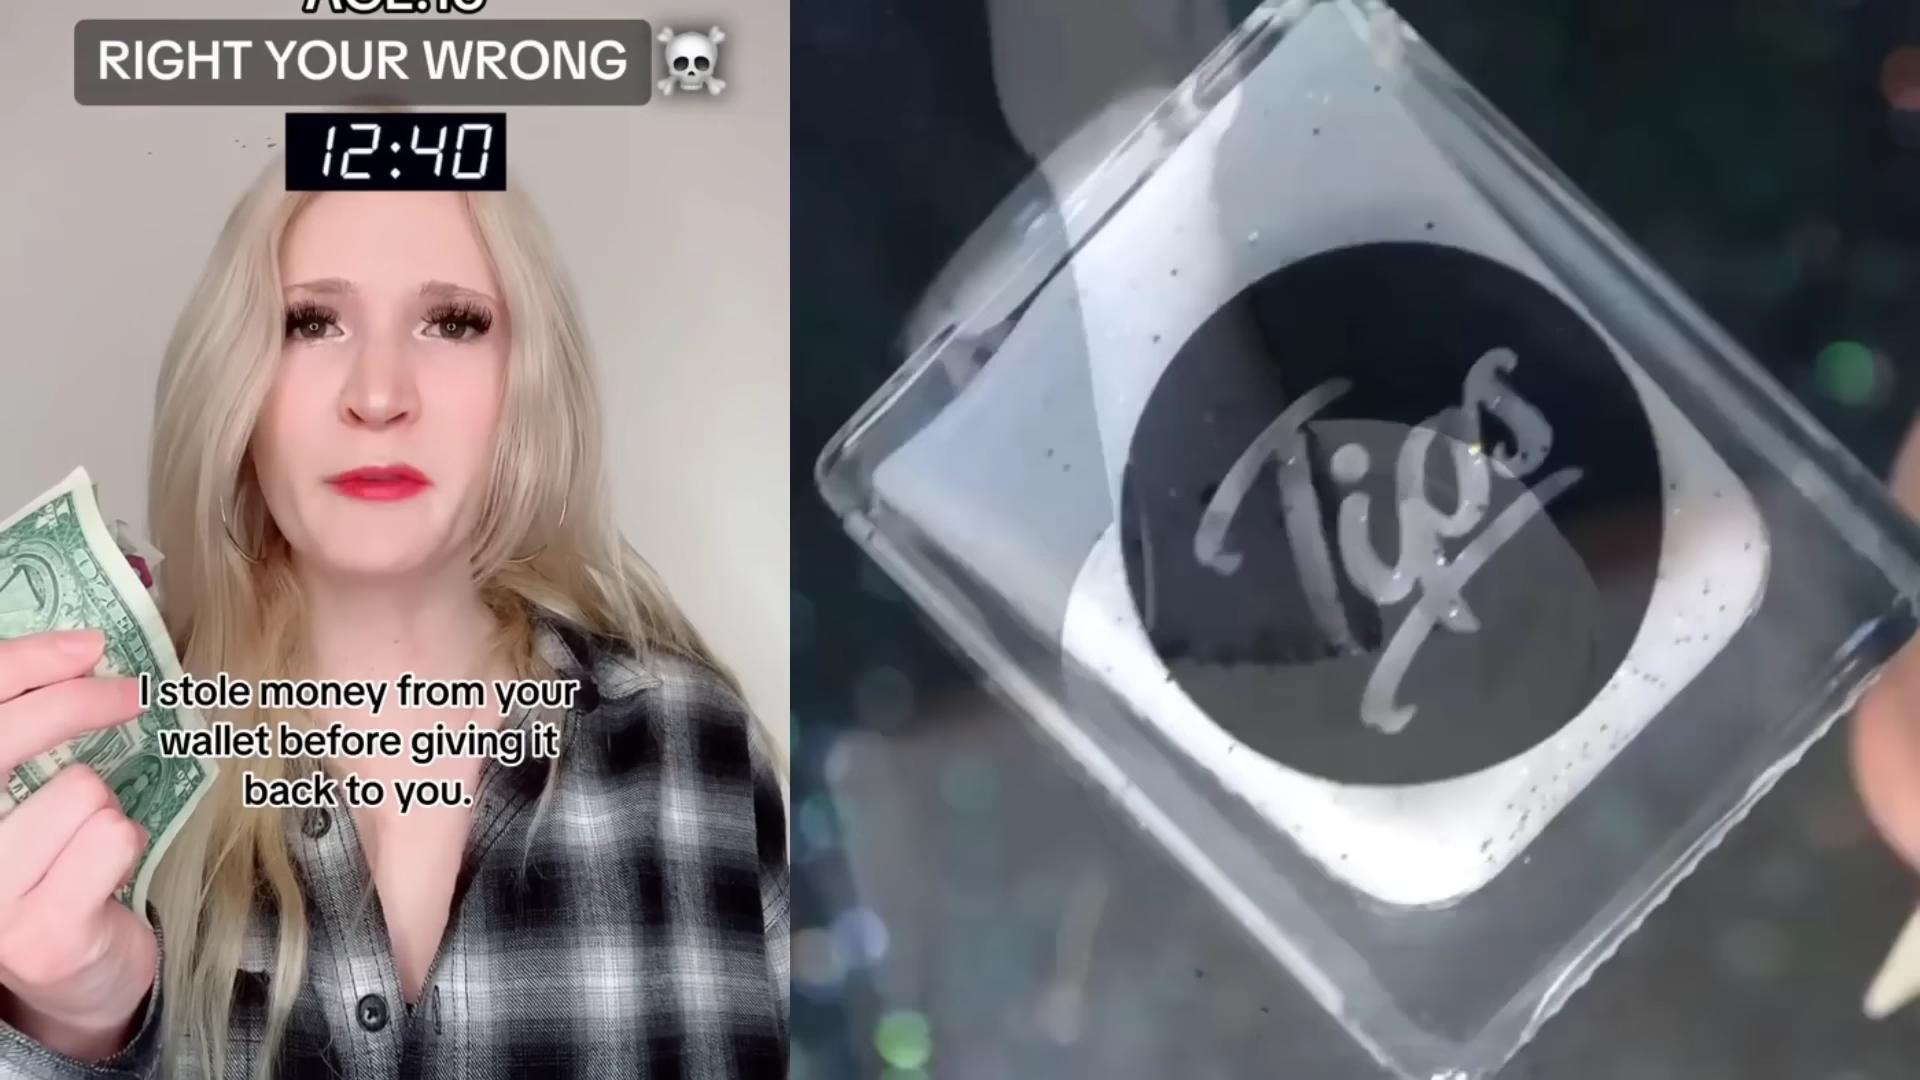 RIGHT YOUR WRONG
12:40
I stole money from your
wallet before giving it
back to you.
Tips